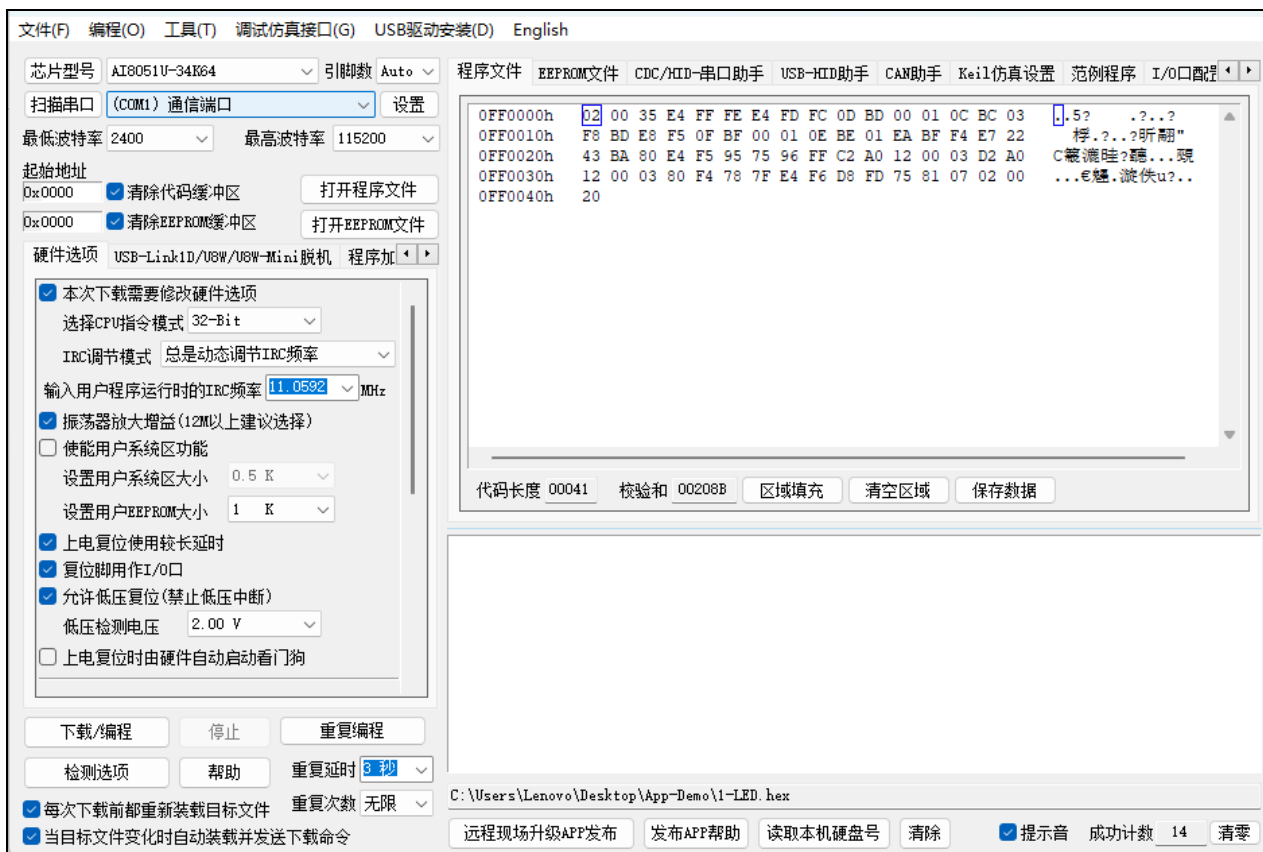 文件(F) 编程(O) 工具(T) 调试仿真接口(G) USB驱动安装(D) English
芯片型号 AI8051U-34K64 引脚数 Auto
扫描串口 (COM1) 通信端口 设置
最低波特率 2400 最高波特率 115200
起始地址
0x0000 清除代码缓冲区 打开程序文件
0x0000 清除EEPROM缓冲区 打开EEPROM文件
硬件选项 USB-Link1D/U8W/U8W-Mini脱机 程序加
本次下载需要修改硬件选项
选择CPU指令模式 32-Bit
IRC调节模式 总是动态调节IRC频率
输入用户程序运行时的IRC频率 11.0592 MHz
振荡器放大增益(12M以上建议选择)
使能用户系统区功能
设置用户系统区大小 0.5 K
设置用户EEPROM大小 1 K
上电复位使用较长延时
复位脚用作I/O口
允许低压复位(禁止低压中断)
低压检测电压 2.00 V
上电复位时由硬件自动启动看门狗
下载/编程 停止 重复编程
检测选项 帮助 重复延时 3 秒
每次下载前都重新装载目标文件 重复次数 无限
当目标文件变化时自动装载并发送下载命令
程序文件 EEPROM文件 CDC/HID-串口助手 USB-HID助手 CAN助手 Keil仿真设置 范例程序 I/O口配置
0FF0000h 02 00 35 E4 FF FE E4 FD FC 0D BD 00 01 0C BC 03 ..5? .?..?
0FF0010h F8 BD E8 F5 0F BF 00 01 0E BE 01 EA BF F4 E7 22 桴.?..?昕翮"
0FF0020h 43 BA 80 E4 F5 95 75 96 FF C2 A0 12 00 03 D2 A0
0FF0030h 12 00 03 80 F4 78 7F E4 F6 D8 FD 75 81 07 02 00
0FF0040h 20
代码长度 00041 校验和 00208B 区域填充 清空区域 保存数据
C:\Users\Lenovo\Desktop\App-Demo\1-LED.hex
远程现场升级APP发布 发布APP帮助 读取本机硬盘号 清除 提示音 成功计数 14 清零